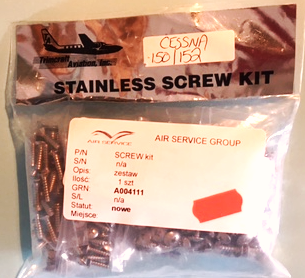 CESSNA
150/152
Trimcraft
Aviation, Inc.
STAINLESS SCREW KIT
AIR SERVICE
AIR SERVICE GROUP
P/N SCREW kit
S/N n/a
Opis: zestaw
Ilosc: 1 szt
GRN A004111
S/L n/a
Statut: nowe
Miejsce